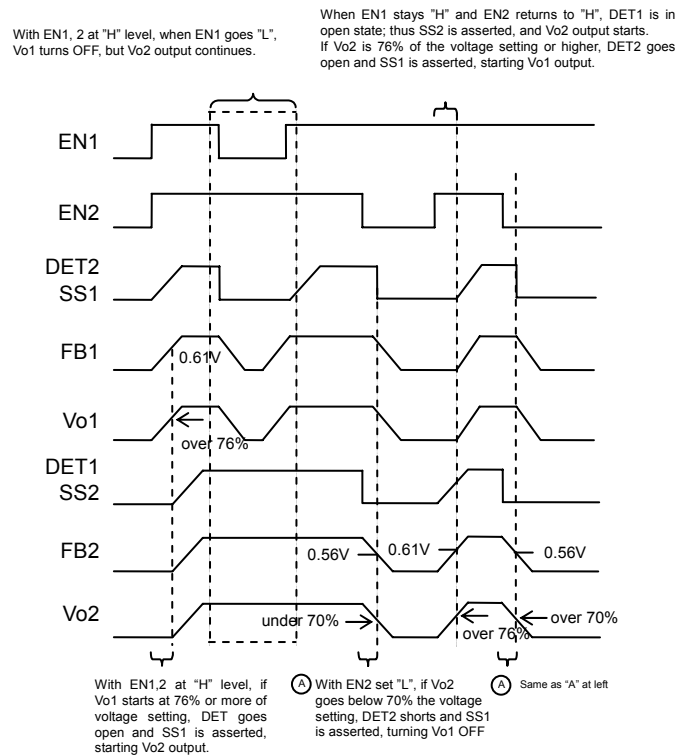 With EN1, 2 at "H" level, when EN1 goes "L",
Vo1 turns OFF, but Vo2 output continues.
When EN1 stays "H" and EN2 returns to "H", DET1 is in
open state; thus SS2 is asserted, and Vo2 output starts.
If Vo2 is 76% of the voltage setting or higher, DET2 goes
open and SS1 is asserted, starting Vo1 output.
EN1
EN2
DET2
SS1
FB1
0.61V
Vo1
over 76%
DET1
SS2
FB2
0.56V
0.61V
0.56V
Vo2
under 70%
over 76%
over 70%
With EN1,2 at "H" level, if
Vo1 starts at 76% or more of
voltage setting, DET goes
open and SS1 is asserted,
starting Vo2 output.
A
With EN2 set "L", if Vo2
goes below 70% the voltage
setting, DET2 shorts and SS1
is asserted, turning Vo1 OFF
A
Same as "A" at left